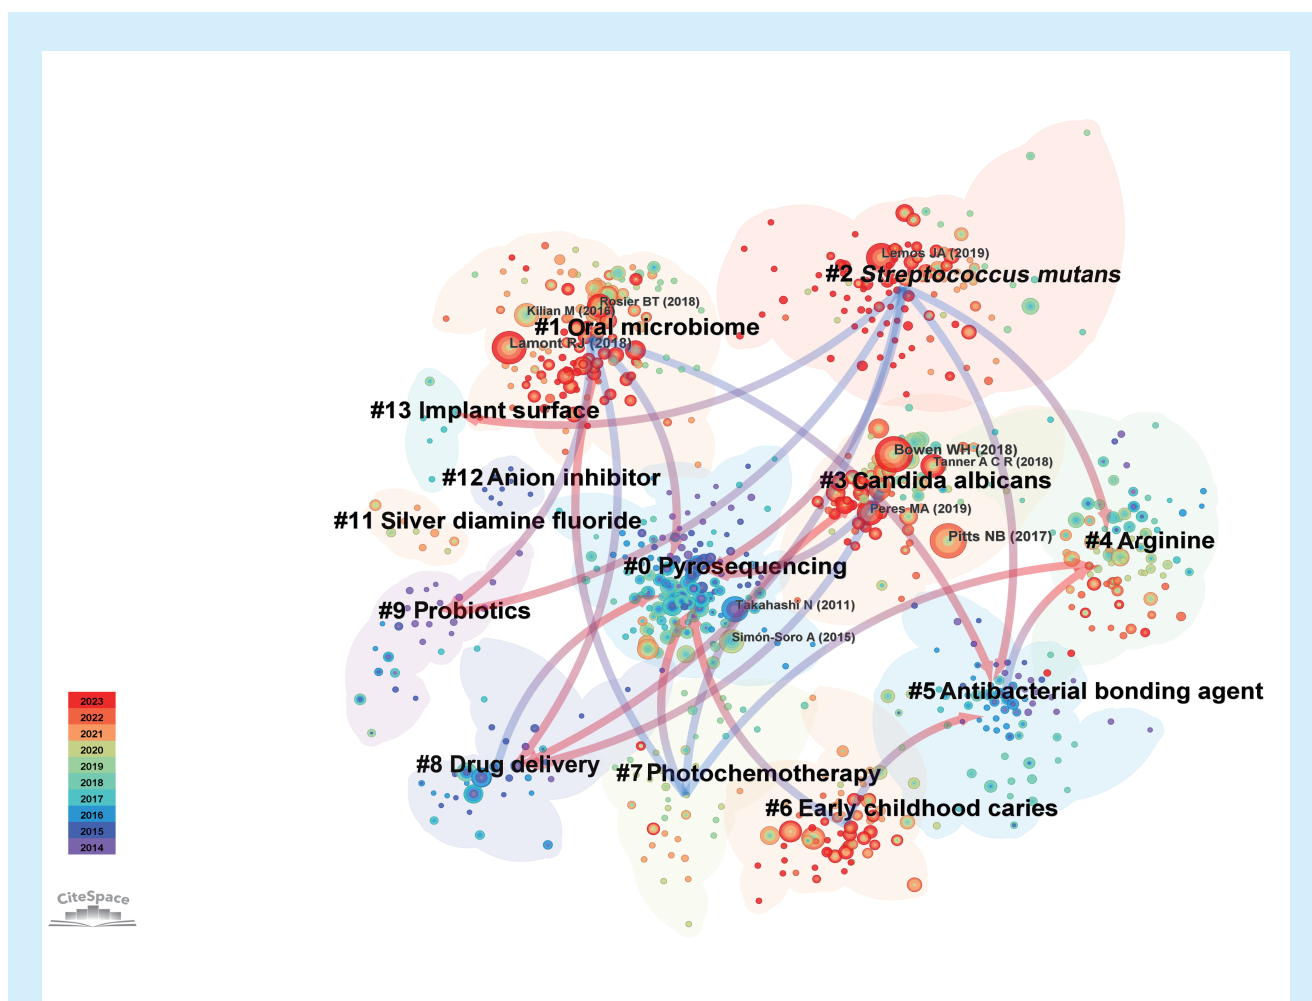 Lemos JA (2019)
#2 Streptococcus mutans
Rosier BT (2018)
Kilian M (2016)
#1 Oral microbiome
Lamont RJ (2018)
#13 Implant surface
Bowen WH (2018)
Tanner A C R (2018)
#12 Anion inhibitor
#3 Candida albicans
Peres MA (2019)
#11 Silver diamine fluoride
Pitts NB (2017)
#4 Arginine
#0 Pyrosequencing
Takahashi N (2011)
#9 Probiotics
Simón-Soro A (2015)
#5 Antibacterial bonding agent
#8 Drug delivery
#7 Photochemotherapy
#6 Early childhood caries
2023
2022
2021
2020
2019
2018
2017
2016
2015
2014
CiteSpace